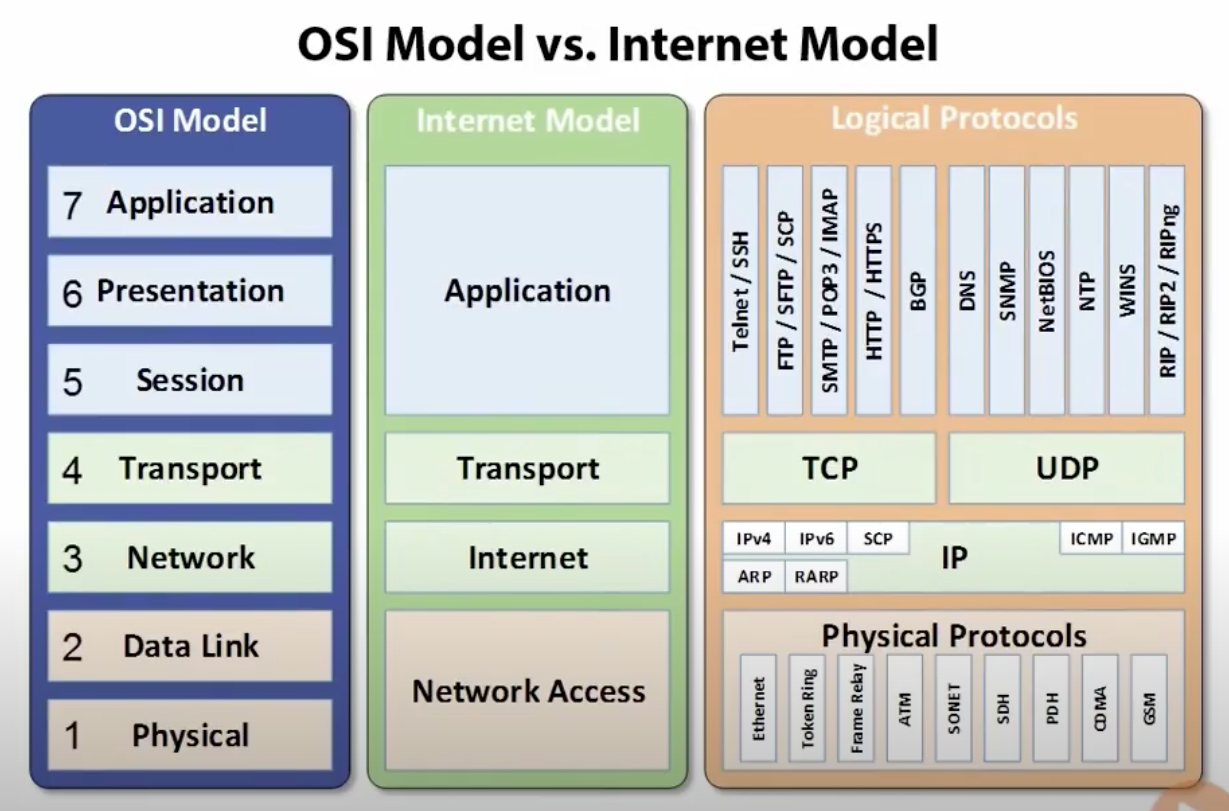 OSI Model vs. Internet Model
OSI Model
7 Application
6 Presentation
5 Session
4 Transport
3 Network
2 Data Link
1 Physical
Internet Model
Application
Transport
Internet
Network Access
Logical Protocols
Telnet / SSH
FTP / SFTP / SCP
SMTP / POP3 / IMAP
HTTP / HTTPS
BGP
DNS
SNMP
NetBIOS
NTP
WINS
RIP / RIP2 / RIPng
TCP
UDP
IPv4
IPv6
SCP
IP
ICMP
IGMP
ARP
RARP
Physical Protocols
Ethernet
Token Ring
Frame Relay
ATM
SONET
SDH
PDH
CDMA
GSM